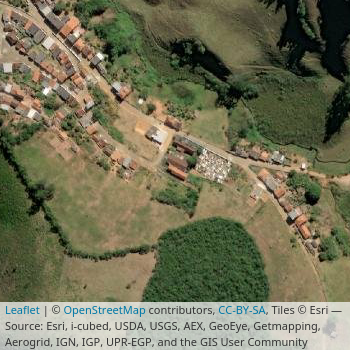 Leaflet | © OpenStreetMap contributors, CC-BY-SA, Tiles © Esri —
Source: Esri, i-cubed, USDA, USGS, AEX, GeoEye, Getmapping,
Aerogrid, IGN, IGP, UPR-EGP, and the GIS User Community